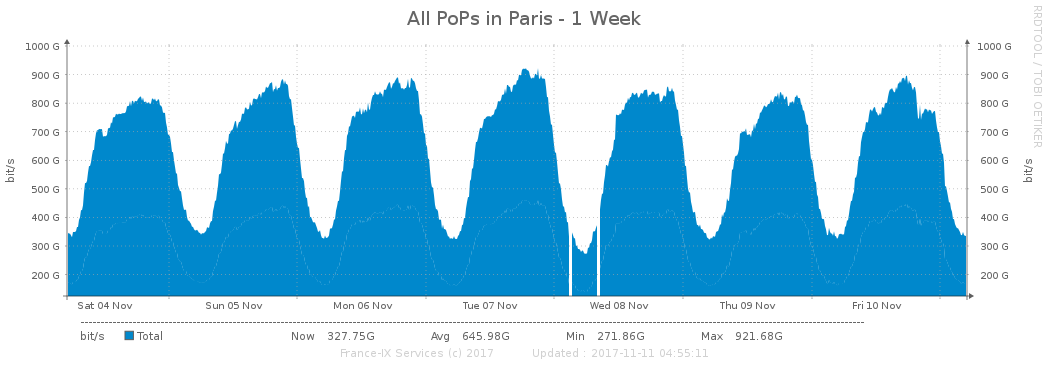 All PoPs in Paris - 1 Week
RRDTOOL / TOBI OETIKER
1000 G 1000 G
900 G 900 G
800 G 800 G
700 G 700 G
600 G 600 G
500 G 500 G
400 G 400 G
300 G 300 G
200 G 200 G
bit/s bit/s
Sat 04 Nov Sun 05 Nov Mon 06 Nov Tue 07 Nov Wed 08 Nov Thu 09 Nov Fri 10 Nov
bit/s Total Now 327.75G Avg 645.98G Min 271.86G Max 921.68G
France-IX Services (c) 2017 Updated : 2017-11-11 04:55:11